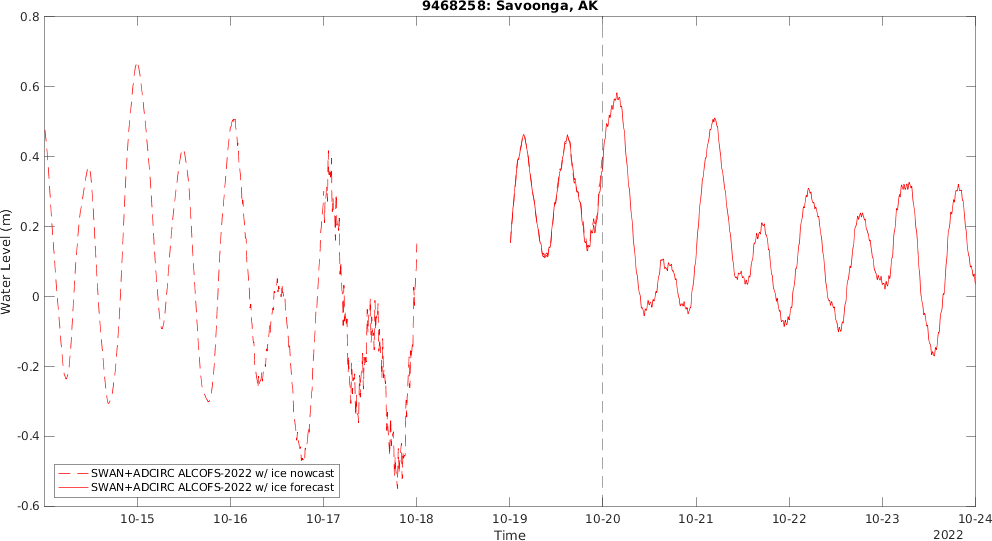 9468258: Savoonga, AK
0.8
0.6
0.4
0.2
0
-0.2
-0.4
-0.6
Water Level (m)
SWAN+ADCIRC ALCOFS-2022 w/ ice nowcast
SWAN+ADCIRC ALCOFS-2022 w/ ice forecast
10-15 10-16 10-17 10-18 10-19 10-20 10-21 10-22 10-23 10-24
Time
2022